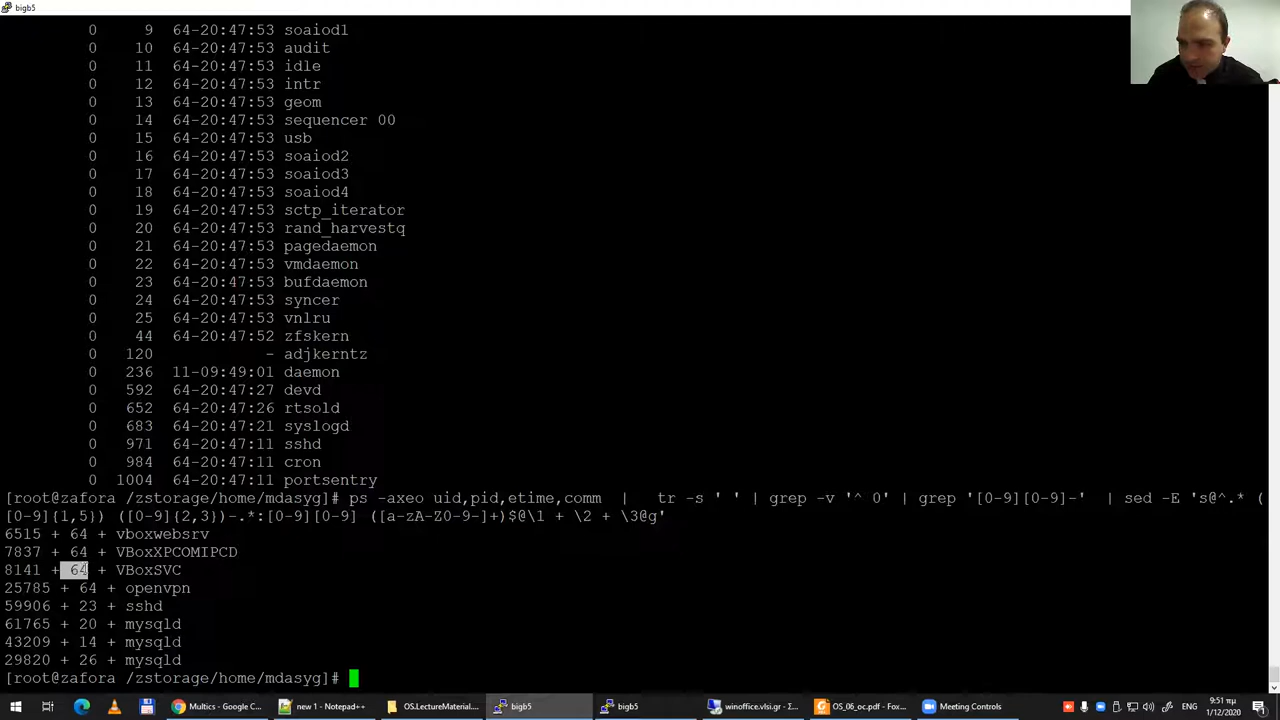 bigb5
0 9 64-20:47:53 soaiod1
0 10 64-20:47:53 audit
0 11 64-20:47:53 idle
0 12 64-20:47:53 intr
0 13 64-20:47:53 geom
0 14 64-20:47:53 sequencer 00
0 15 64-20:47:53 usb
0 16 64-20:47:53 soaiod2
0 17 64-20:47:53 soaiod3
0 18 64-20:47:53 soaiod4
0 19 64-20:47:53 sctp_iterator
0 20 64-20:47:53 rand_harvestq
0 21 64-20:47:53 pagedaemon
0 22 64-20:47:53 vmdaemon
0 23 64-20:47:53 bufdaemon
0 24 64-20:47:53 syncer
0 25 64-20:47:53 vnlru
0 44 64-20:47:52 zfskern
0 120 - adjkerntz
0 236 11-09:49:01 daemon
0 592 64-20:47:27 devd
0 652 64-20:47:26 rtsold
0 683 64-20:47:21 syslogd
0 971 64-20:47:11 sshd
0 984 64-20:47:11 cron
0 1004 64-20:47:11 portsentry
[root@zafora /zstorage/home/mdasyg]# ps -axeo uid,pid,etime,comm | tr -s ' ' | grep -v '^ 0' | grep '[0-9][0-9]-' | sed -E 's@^.* (
[0-9]{1,5}) ([0-9]{2,3})-.*:[0-9][0-9] ([a-zA-Z0-9-]+)$@\1 + \2 + \3@g'
6515 + 64 + vboxwebsrv
7837 + 64 + VBoxXPCOMIPCD
8141 + 64 + VBoxSVC
25785 + 64 + openvpn
59906 + 23 + sshd
61765 + 20 + mysqld
43209 + 14 + mysqld
29820 + 26 + mysqld
[root@zafora /zstorage/home/mdasyg]#
Multics - Google C... new 1 - Notepad++ OS.LectureMaterial... bigb5 bigb5 winoffice.vlsi.gr - Σ... OS_06_oc.pdf - Fox... Meeting Controls ΕΛ 9:51 πμ
1/12/2020 1